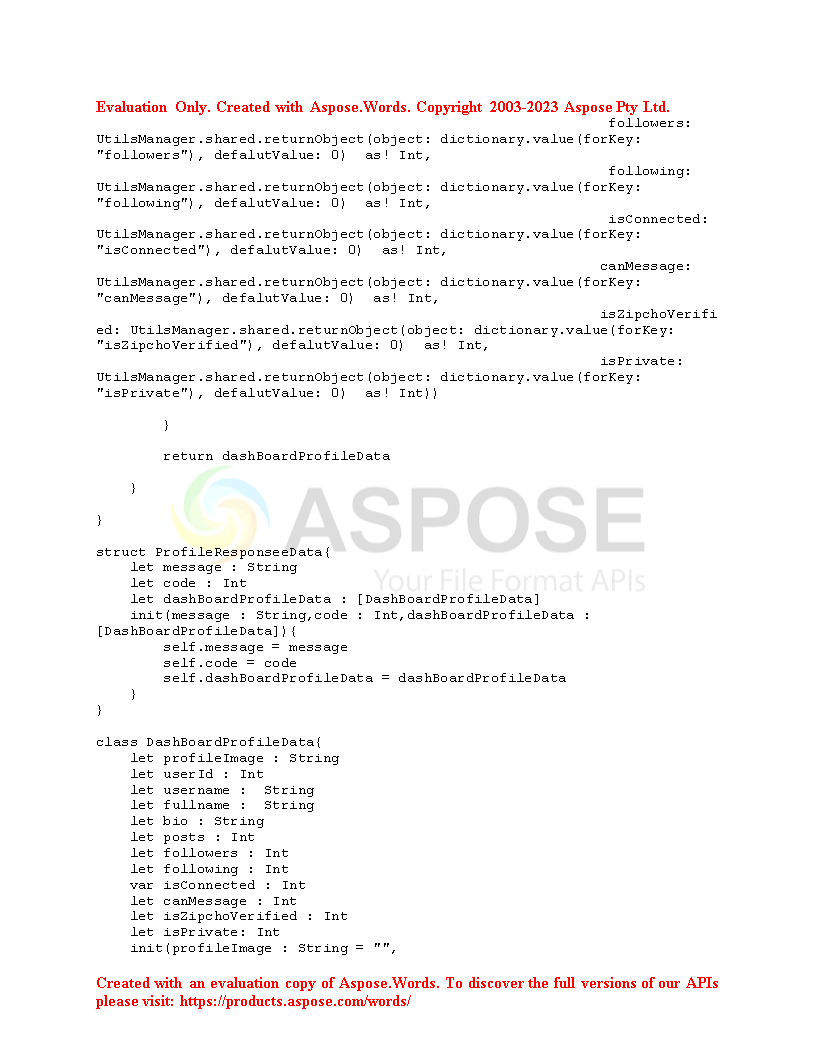 Evaluation Only. Created with Aspose.Words. Copyright 2003-2023 Aspose Pty Ltd.
followers:
UtilsManager.shared.returnObject(object: dictionary.value(forKey:
"followers"), defalutValue: 0)  as! Int,
following:
UtilsManager.shared.returnObject(object: dictionary.value(forKey:
"following"), defalutValue: 0)  as! Int,
isConnected:
UtilsManager.shared.returnObject(object: dictionary.value(forKey:
"isConnected"), defalutValue: 0)  as! Int,
canMessage:
UtilsManager.shared.returnObject(object: dictionary.value(forKey:
"canMessage"), defalutValue: 0)  as! Int,
isZipchoVerifi
ed: UtilsManager.shared.returnObject(object: dictionary.value(forKey:
"isZipchoVerified"), defalutValue: 0)  as! Int,
isPrivate:
UtilsManager.shared.returnObject(object: dictionary.value(forKey:
"isPrivate"), defalutValue: 0)  as! Int))
        }
        return dashBoardProfileData
    }
}
ASPOSE
Your File Format APIs
struct ProfileResponseeData{
    let message : String
    let code : Int
    let dashBoardProfileData : [DashBoardProfileData]
    init(message : String,code : Int,dashBoardProfileData :
[DashBoardProfileData]){
        self.message = message
        self.code = code
        self.dashBoardProfileData = dashBoardProfileData
    }
}
class DashBoardProfileData{
    let profileImage : String
    let userId : Int
    let username :  String
    let fullname :  String
    let bio : String
    let posts : Int
    let followers : Int
    let following : Int
    var isConnected : Int
    let canMessage : Int
    let isZipchoVerified : Int
    let isPrivate: Int
    init(profileImage : String = "",
Created with an evaluation copy of Aspose.Words. To discover the full versions of our APIs
please visit: https://products.aspose.com/words/